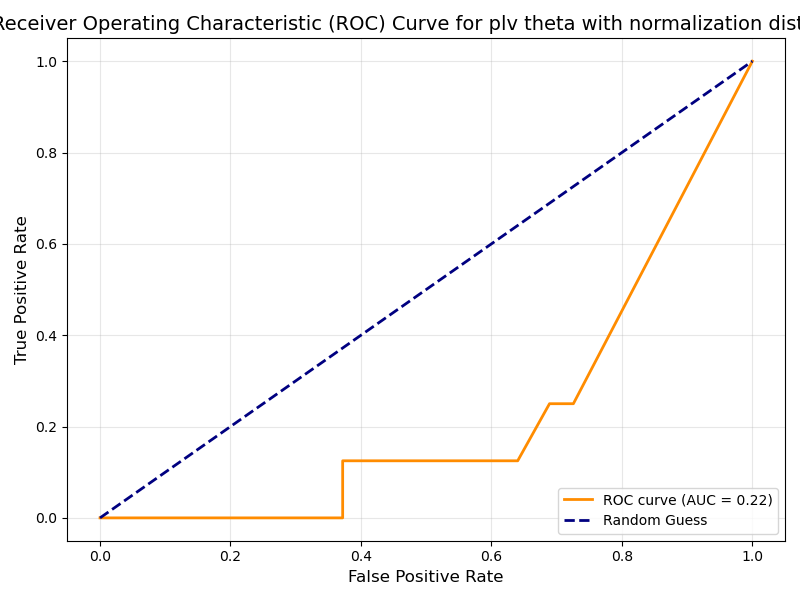 Receiver Operating Characteristic (ROC) Curve for plv theta with normalization dist
True Positive Rate
1.0
0.8
0.6
0.4
0.2
0.0
ROC curve (AUC = 0.22)
Random Guess
0.0 0.2 0.4 0.6 0.8 1.0
False Positive Rate